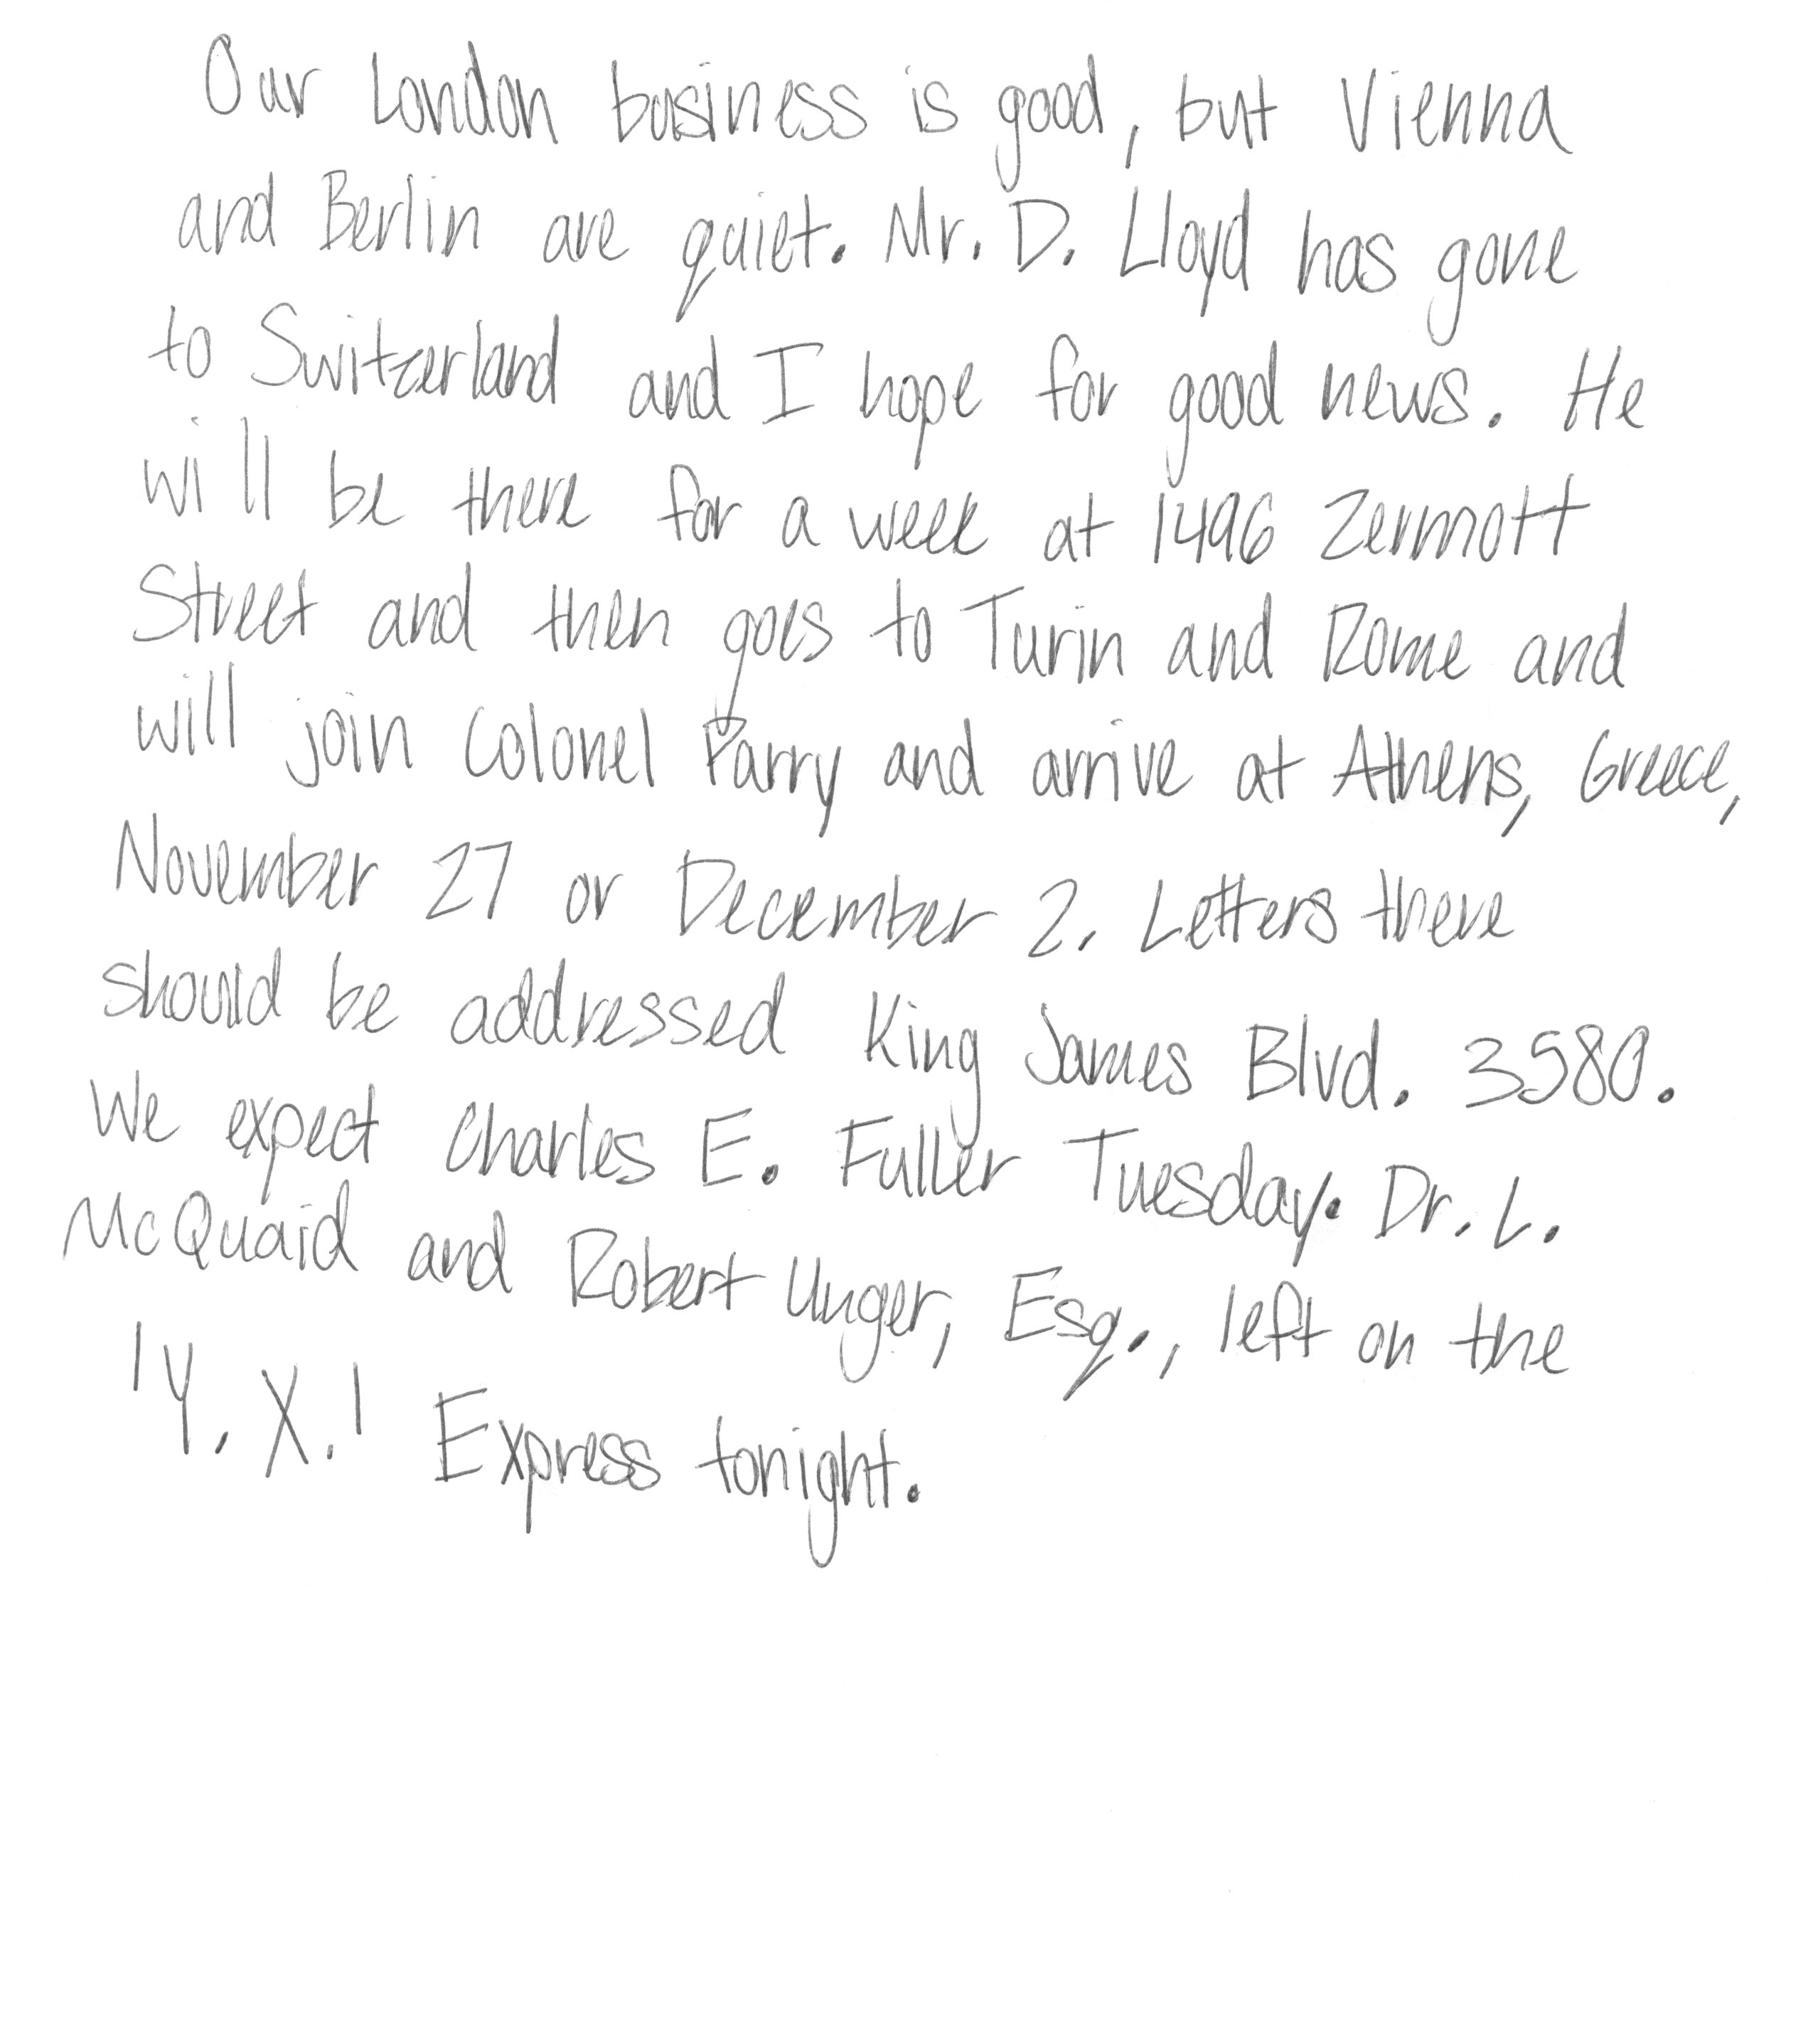 Our London business is good, but Vienna
and Berlin are quiet. Mr. D. Lloyd has gone
to Switzerland and I hope for good news. He
will be there for a week at 1496 Zermott
Street and then goes to Turin and Rome and
will join Colonel Parry and arrive at Athens, Greece,
November 27 or December 2. Letters there
should be addressed King James Blvd. 3580.
We expect Charles E. Fuller Tuesday. Dr. L.
McQuaid and Robert Unger, Esq., left on the
'Y. X.' Express tonight.